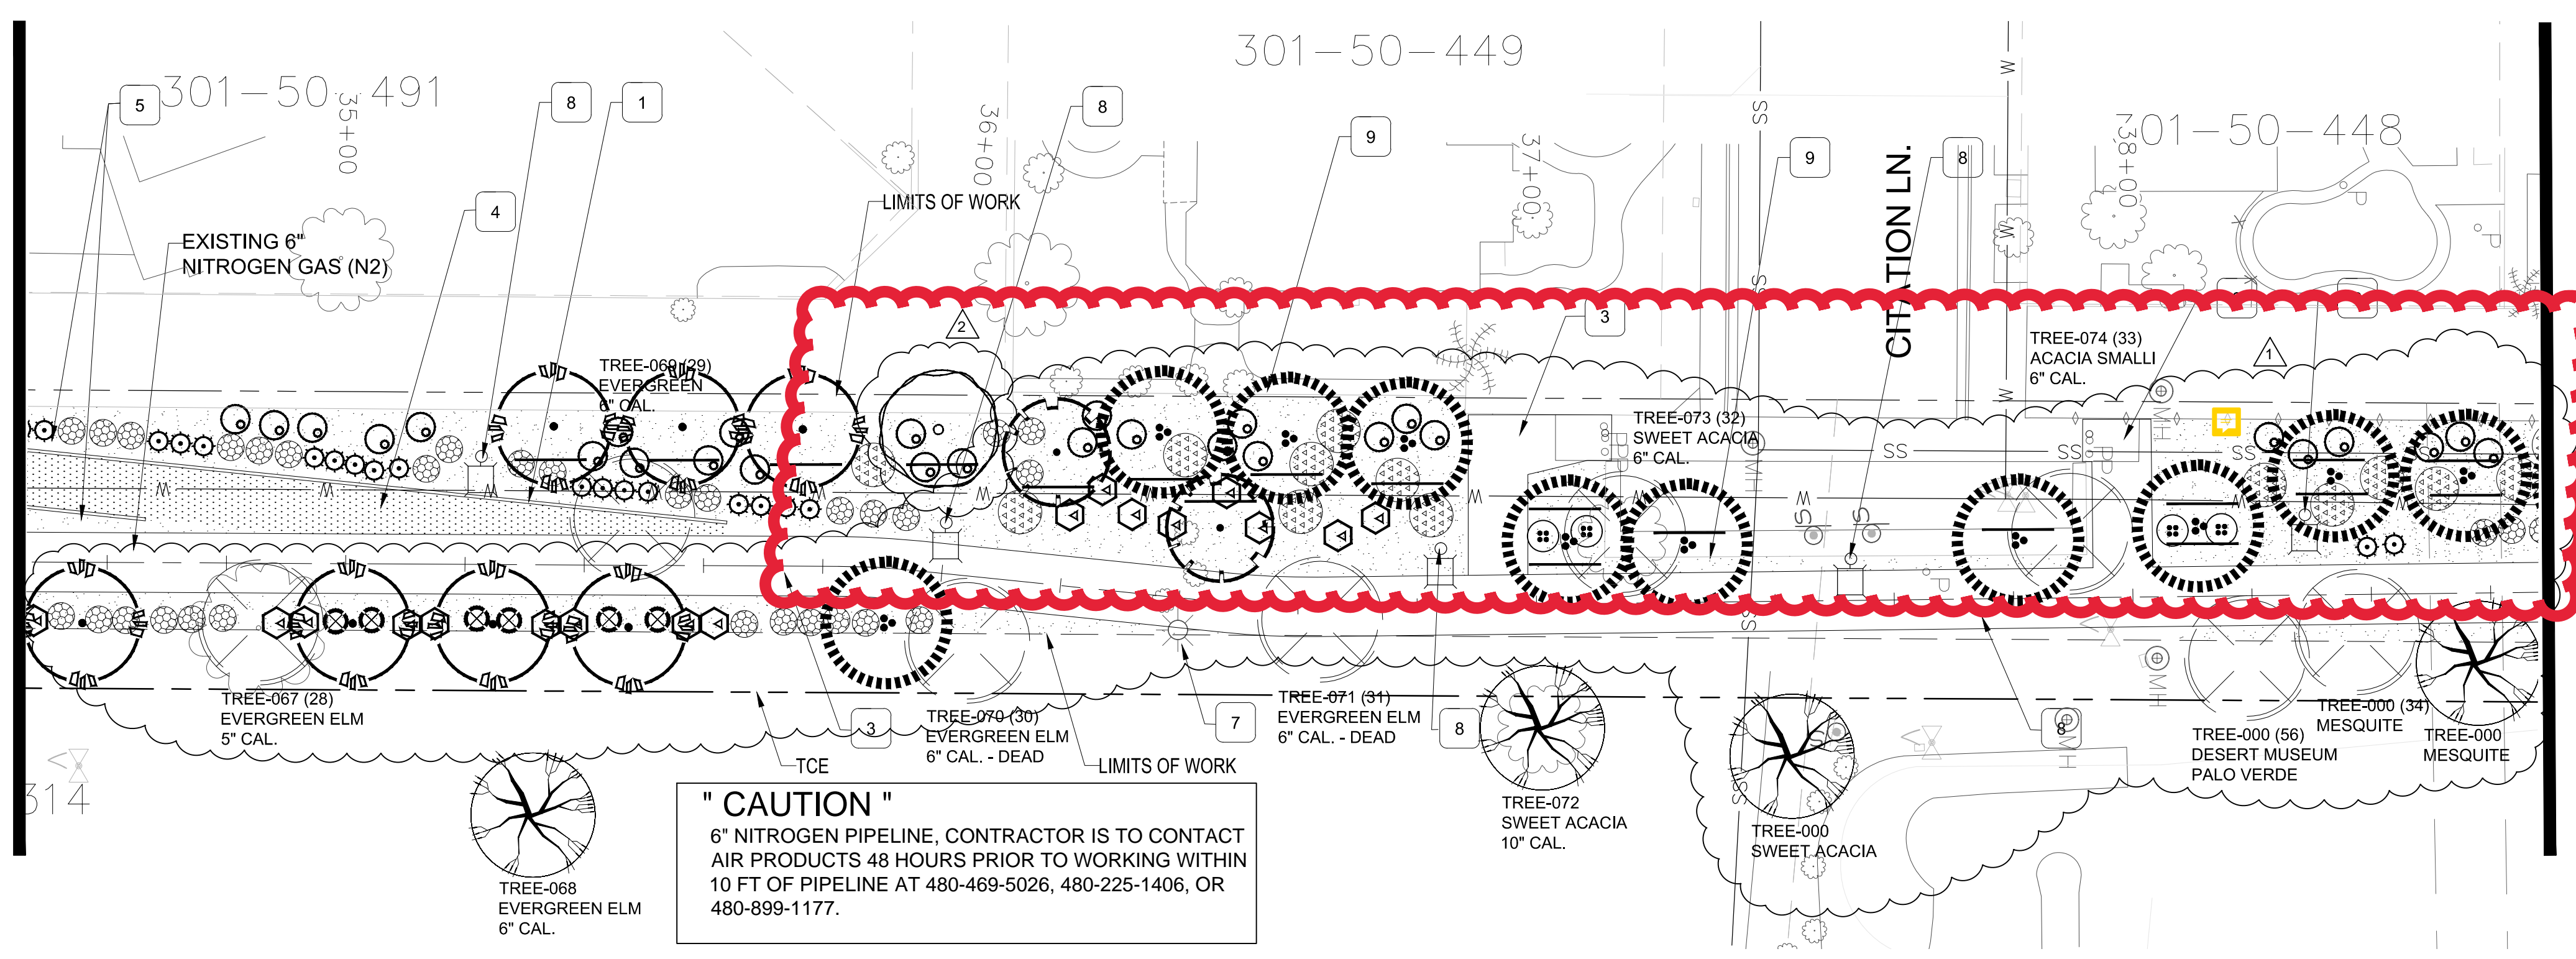 301-50-449
301-50-491
301-50-448
35+00
36+00
37+00
38+00
5
8
1
8
9
9
8
4
LIMITS OF WORK
CITATION LN.
EXISTING 6"
NITROGEN GAS (N2)
2
3
1
TREE-069 (29)
EVERGREEN
6" CAL.
TREE-074 (33)
ACACIA SMALLI
6" CAL.
TREE-073 (32)
SWEET ACACIA
6" CAL.
SS
SS
SS
SS
SS
SS
SS
W
W
W
W
W
W
W
W
W
W
MH
MH
MH
MH
S
S
P
P
TREE-067 (28)
EVERGREEN ELM
5" CAL.
3
TREE-070 (30)
EVERGREEN ELM
6" CAL. - DEAD
7
TREE-071 (31)
EVERGREEN ELM
6" CAL. - DEAD
8
8
TREE-000 (56)
DESERT MUSEUM
PALO VERDE
TREE-000 (34)
MESQUITE
TREE-000
MESQUITE
TCE
LIMITS OF WORK
314
TREE-072
SWEET ACACIA
10" CAL.
TREE-000
SWEET ACACIA
" CAUTION "
6" NITROGEN PIPELINE, CONTRACTOR IS TO CONTACT
AIR PRODUCTS 48 HOURS PRIOR TO WORKING WITHIN
10 FT OF PIPELINE AT 480-469-5026, 480-225-1406, OR
480-899-1177.
TREE-068
EVERGREEN ELM
6" CAL.